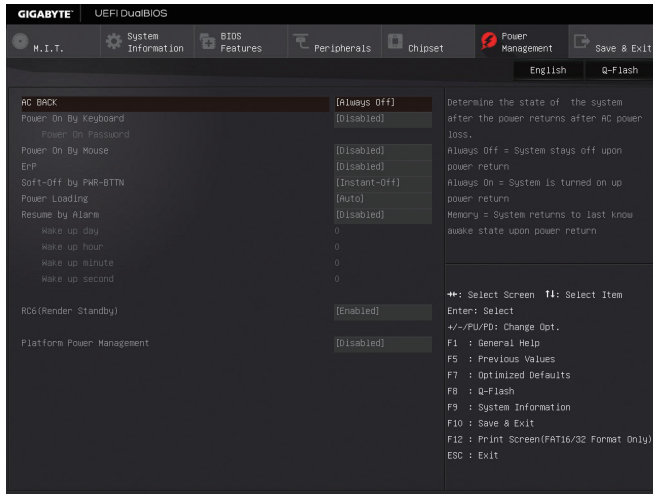 GIGABYTE™ UEFI DualBIOS
M.I.T. System Information BIOS Features Peripherals Chipset Power Management Save & Exit
English Q-Flash
AC BACK [Always Off]
Power On By Keyboard [Disabled]
Power On Password
Power On By Mouse [Disabled]
ErP [Disabled]
Soft-Off by PWR-BTTN [Instant-Off]
Power Loading [Auto]
Resume by Alarm [Disabled]
Wake up day 0
Wake up hour 0
Wake up minute 0
Wake up second 0
RC6(Render Standby) [Enabled]
Platform Power Management [Disabled]
Determine the state of the system
after the power returns after AC power
loss.
Always Off = System stays off upon
power return
Always On = System is turned on up
power return
Memory = System returns to last know
awake state upon power return
→←: Select Screen ↑↓: Select Item
Enter: Select
+/-/PU/PD: Change Opt.
F1 : General Help
F5 : Previous Values
F7 : Optimized Defaults
F8 : Q-Flash
F9 : System Information
F10 : Save & Exit
F12 : Print Screen(FAT16/32 Format Only)
ESC : Exit